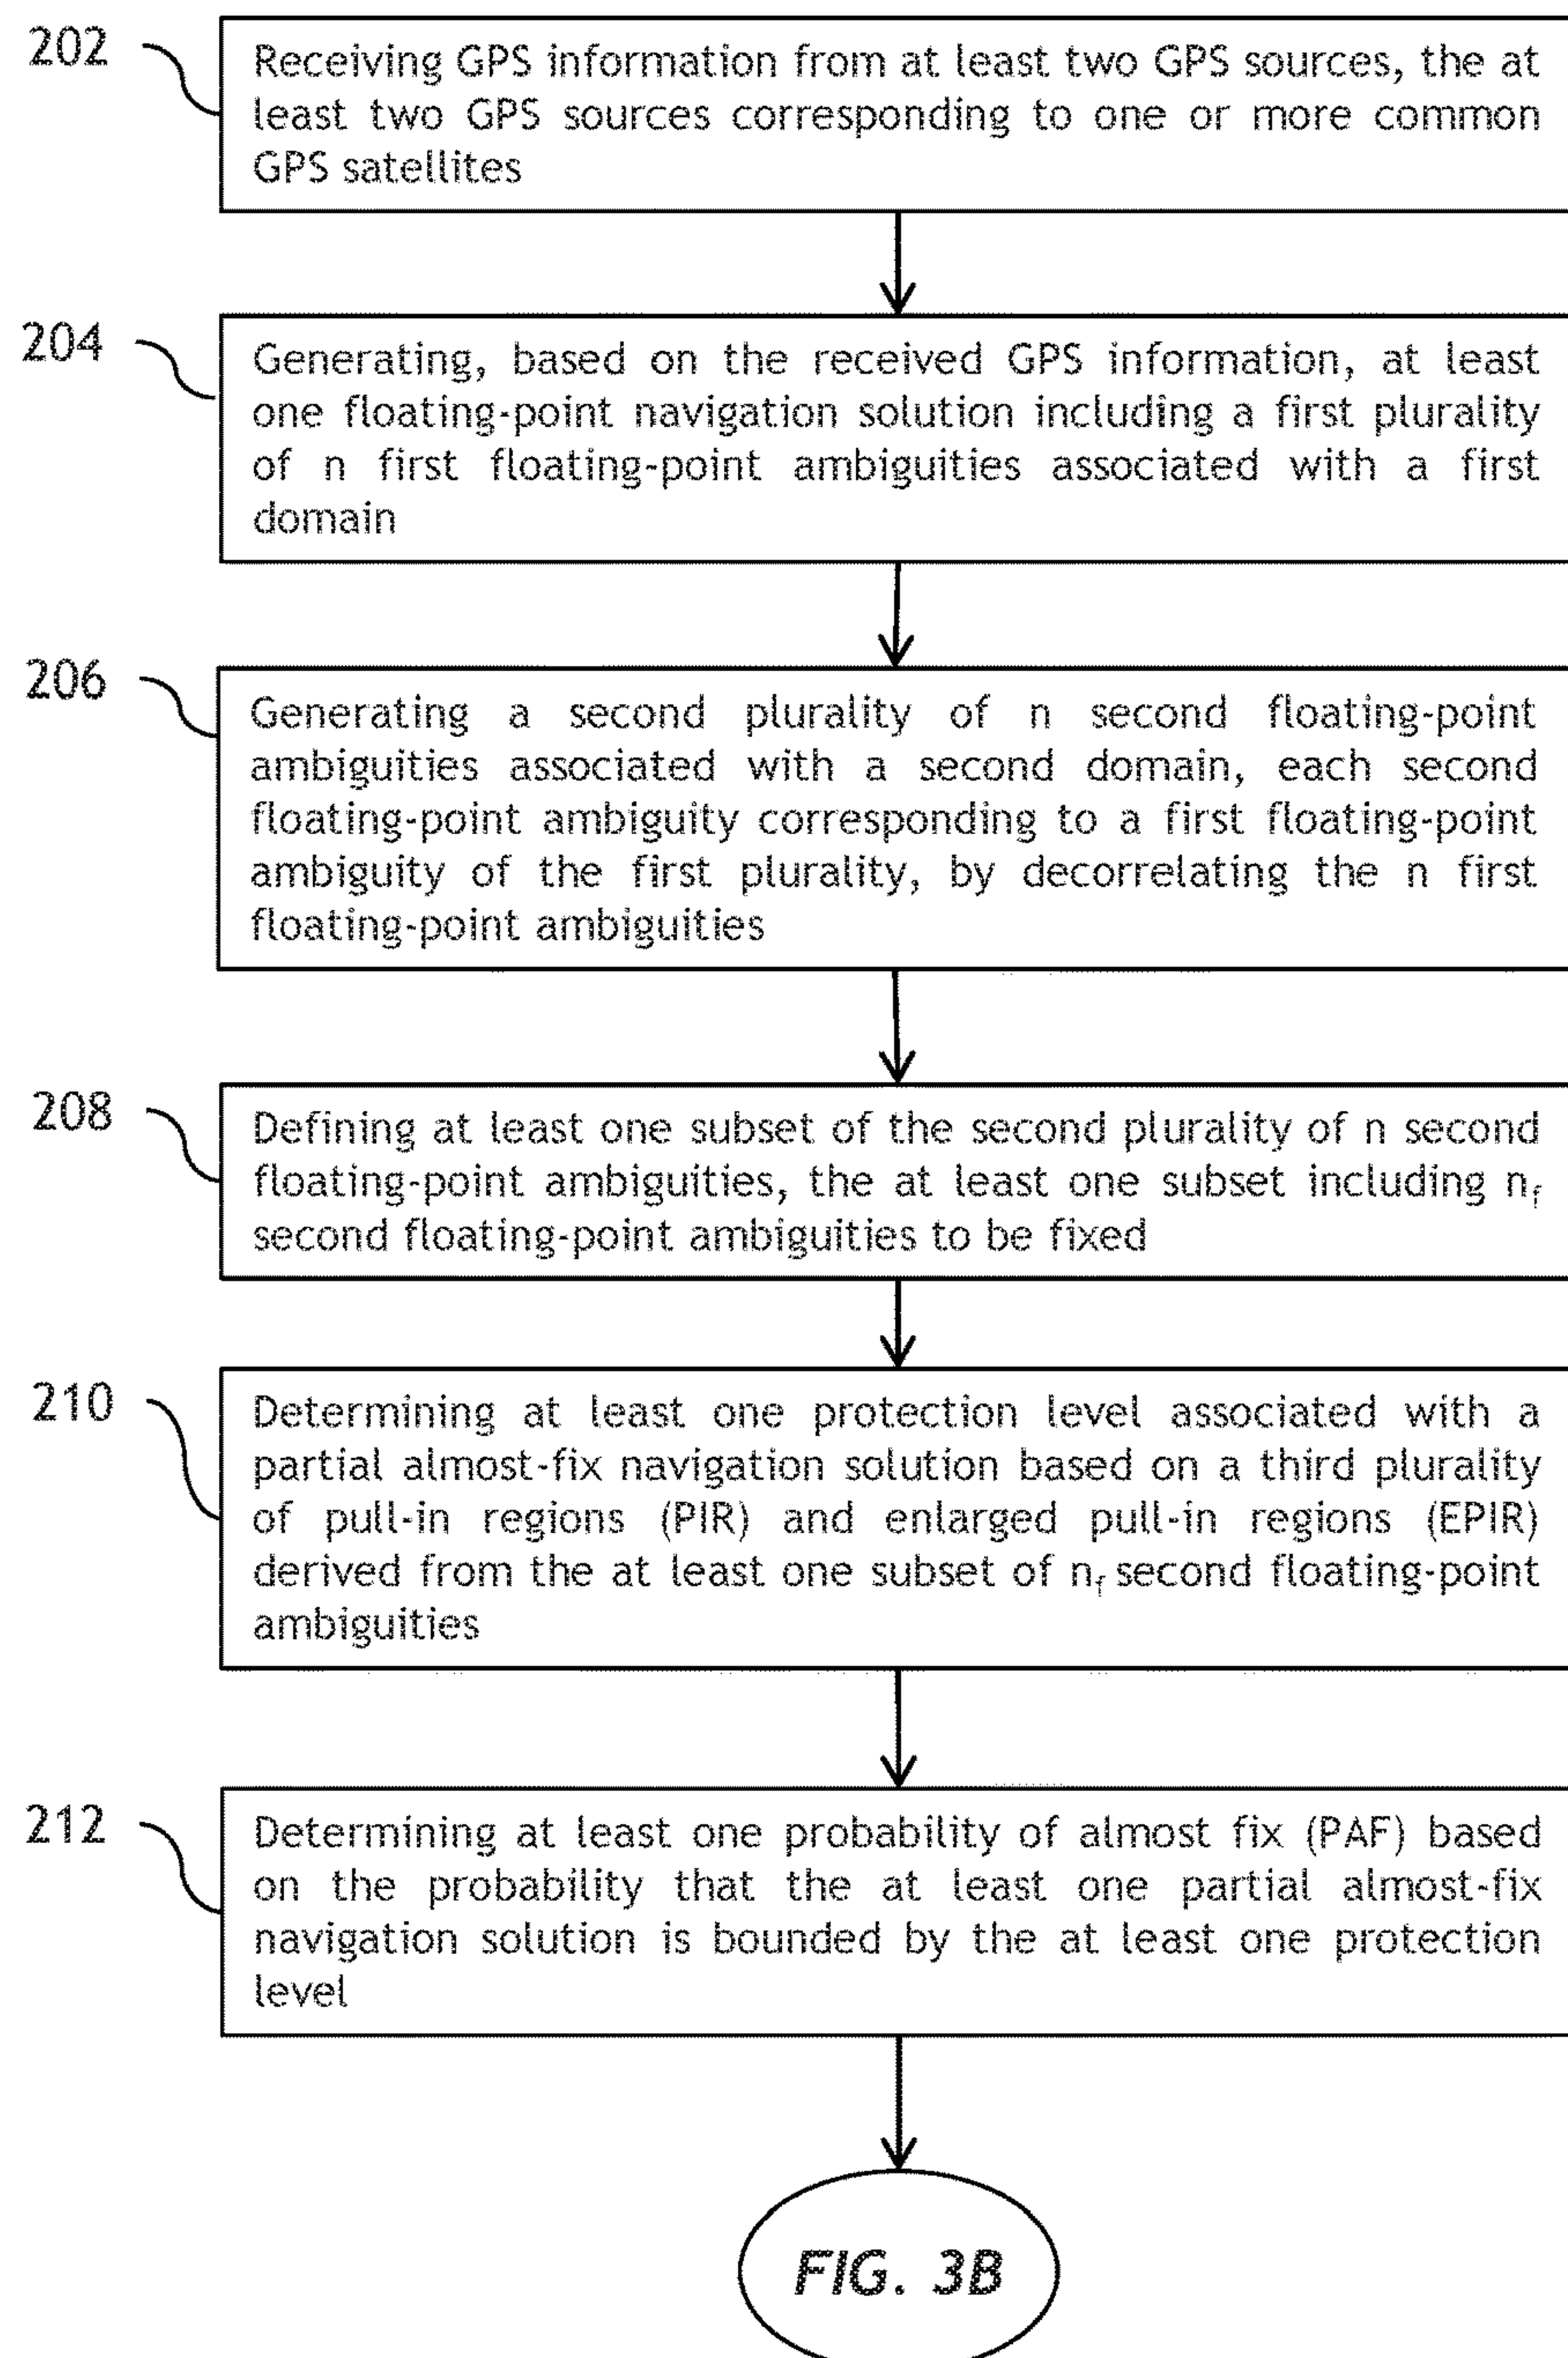 202
Receiving GPS information from at least two GPS sources, the at
least two GPS sources corresponding to one or more common
GPS satellites
204
Generating, based on the received GPS information, at least
one floating-point navigation solution including a first plurality
of n first floating-point ambiguities associated with a first
domain
206
Generating a second plurality of n second floating-point
ambiguities associated with a second domain, each second
floating-point ambiguity corresponding to a first floating-point
ambiguity of the first plurality, by decorrelating the n first
floating-point ambiguities
208
Defining at least one subset of the second plurality of n second
floating-point ambiguities, the at least one subset including nf
second floating-point ambiguities to be fixed
210
Determining at least one protection level associated with a
partial almost-fix navigation solution based on a third plurality
of pull-in regions (PIR) and enlarged pull-in regions (EPIR)
derived from the at least one subset of nf second floating-point
ambiguities
212
Determining at least one probability of almost fix (PAF) based
on the probability that the at least one partial almost-fix
navigation solution is bounded by the at least one protection
level
FIG. 3B